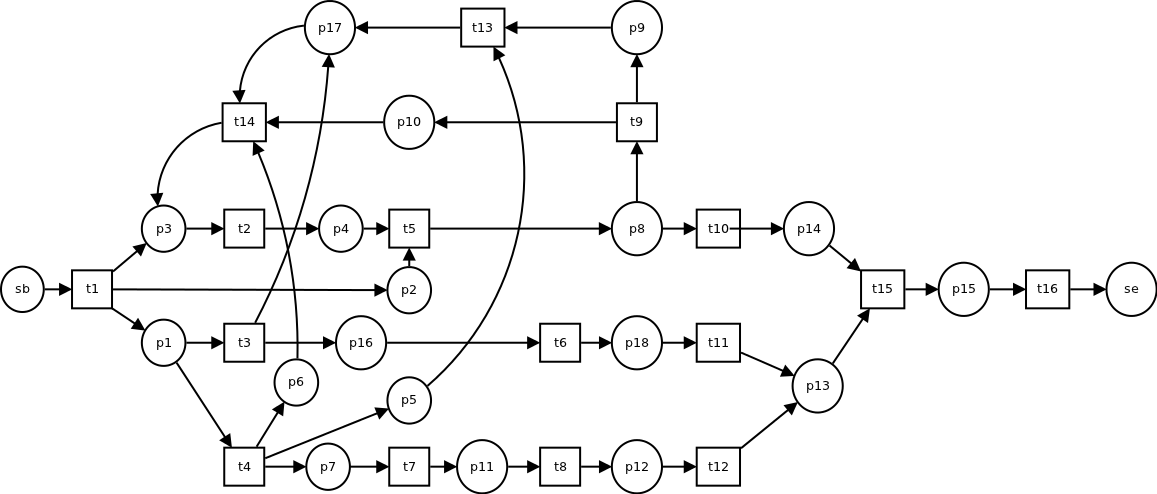 p17 t13 p9
t14 p10 t9
p3 t2 p4 t5 p8 t10 p14
sb t1 p2 t15 p15 t16 se
p1 t3 p16 t6 p18 t11
p6 p5 p13
t4 p7 t7 p11 t8 p12 t12